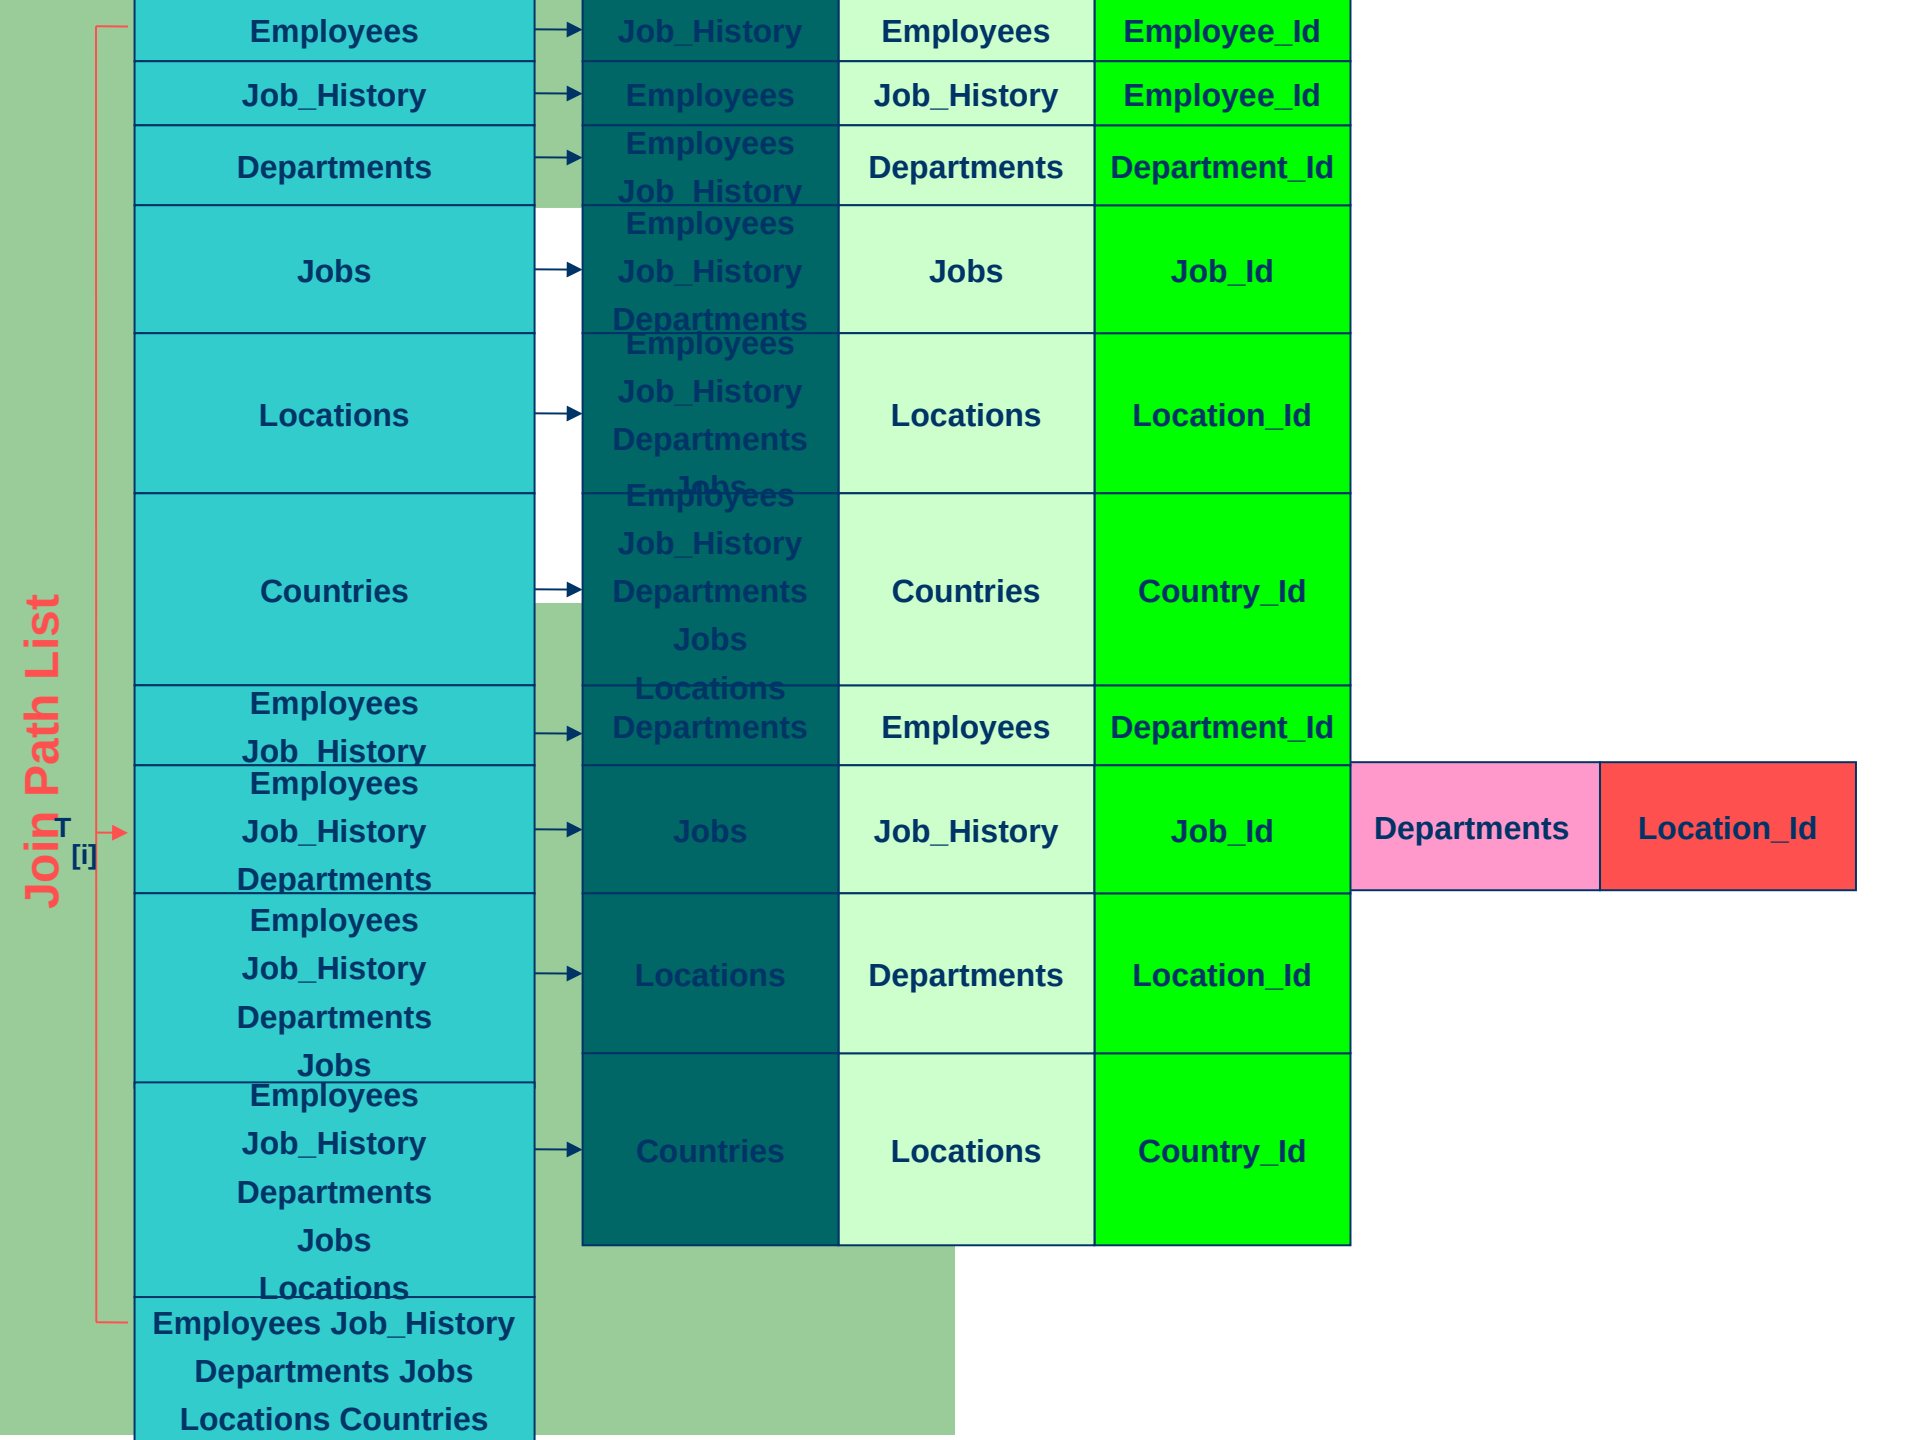 Employees
Job_History
Employees
Employee_Id
Job_History
Employees
Job_History
Employee_Id
Departments
Employees
Job_History
Departments
Department_Id
Jobs
Employees
Job_History
Departments
Jobs
Job_Id
Locations
Employees
Job_History
Departments
Jobs
Locations
Location_Id
Countries
Employees
Job_History
Departments
Jobs
Locations
Countries
Country_Id
Employees
Job_History
Departments
Employees
Department_Id
Join Path List
T
[i]
Employees
Job_History
Departments
Jobs
Job_History
Job_Id
Departments
Location_Id
Employees
Job_History
Departments
Jobs
Locations
Departments
Location_Id
Employees
Job_History
Departments
Jobs
Locations
Countries
Locations
Country_Id
Employees Job_History
Departments Jobs
Locations Countries